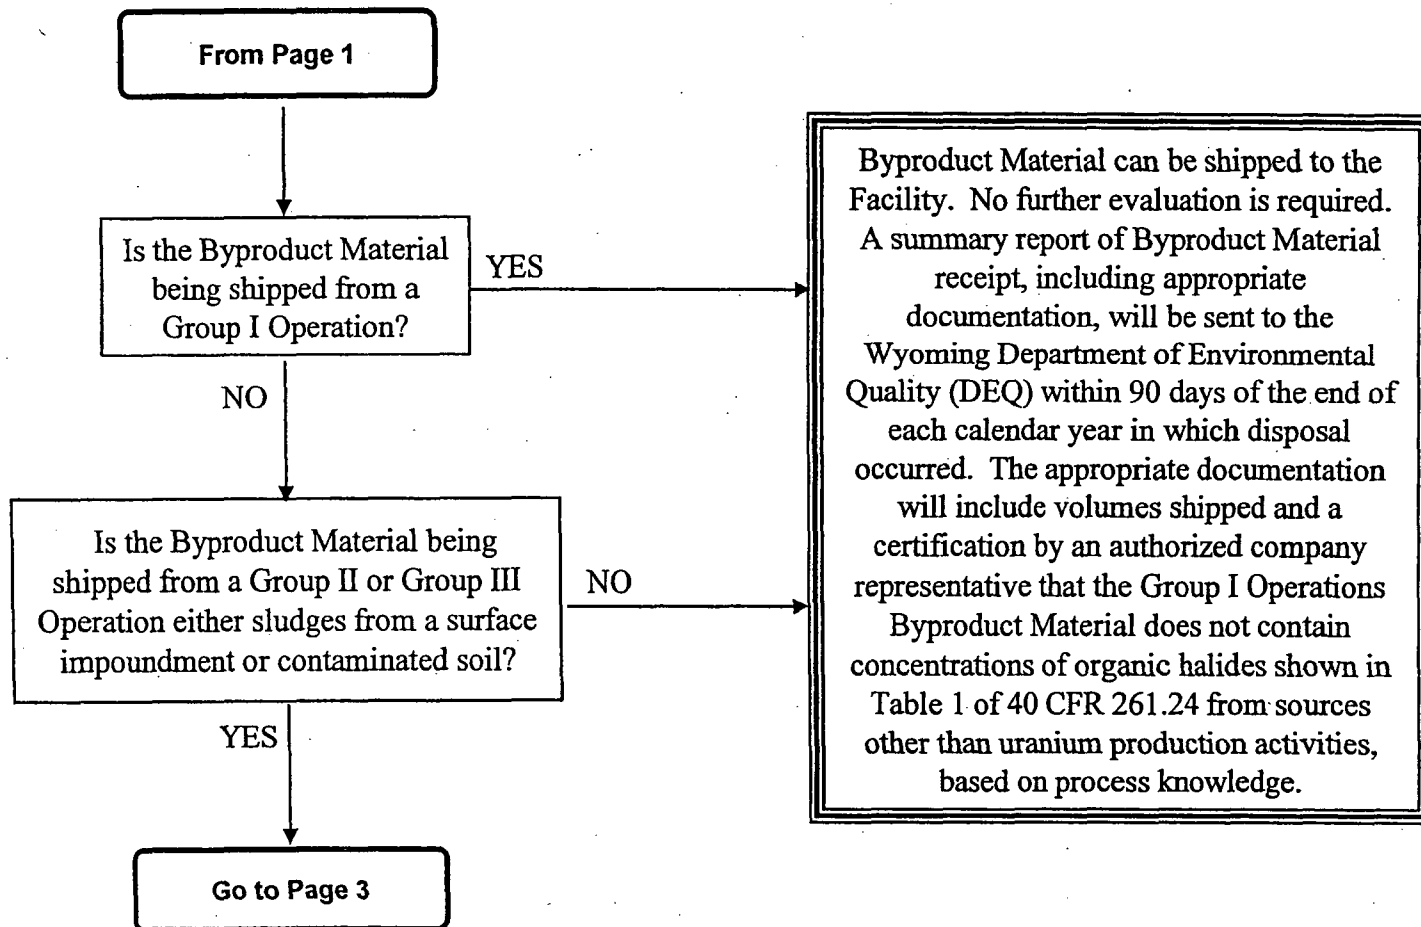 From Page 1
Is the Byproduct Material
being shipped from a
Group I Operation?
YES
NO
Is the Byproduct Material being
shipped from a Group II or Group III
Operation either sludges from a surface
impoundment or contaminated soil?
NO
YES
Go to Page 3
Byproduct Material can be shipped to the
Facility. No further evaluation is required.
A summary report of Byproduct Material
receipt, including appropriate
documentation, will be sent to the
Wyoming Department of Environmental
Quality (DEQ) within 90 days of the end of
each calendar year in which disposal
occurred. The appropriate documentation
will include volumes shipped and a
certification by an authorized company
representative that the Group I Operations
Byproduct Material does not contain
concentrations of organic halides shown in
Table 1 of 40 CFR 261.24 from sources
other than uranium production activities,
based on process knowledge.